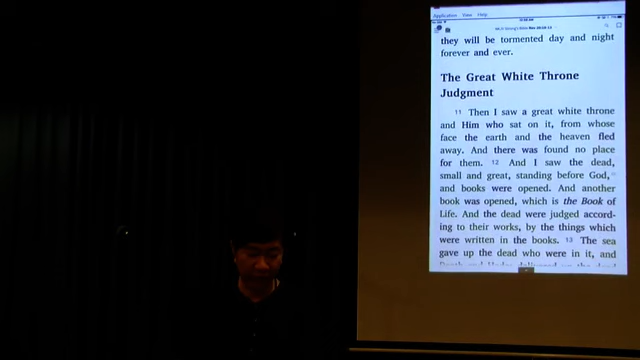 Application View Help
they will be tormented day and night
forever and ever.
The Great White Throne
Judgment
11 Then I saw a great white throne
and Him who sat on it, from whose
face the earth and the heaven fled
away. And there was found no place
for them. 12 And I saw the dead,
small and great, standing before God,
and books were opened. And another
book was opened, which is the Book of
Life. And the dead were judged accord-
ing to their works, by the things which
were written in the books. 13 The sea
gave up the dead who were in it, and